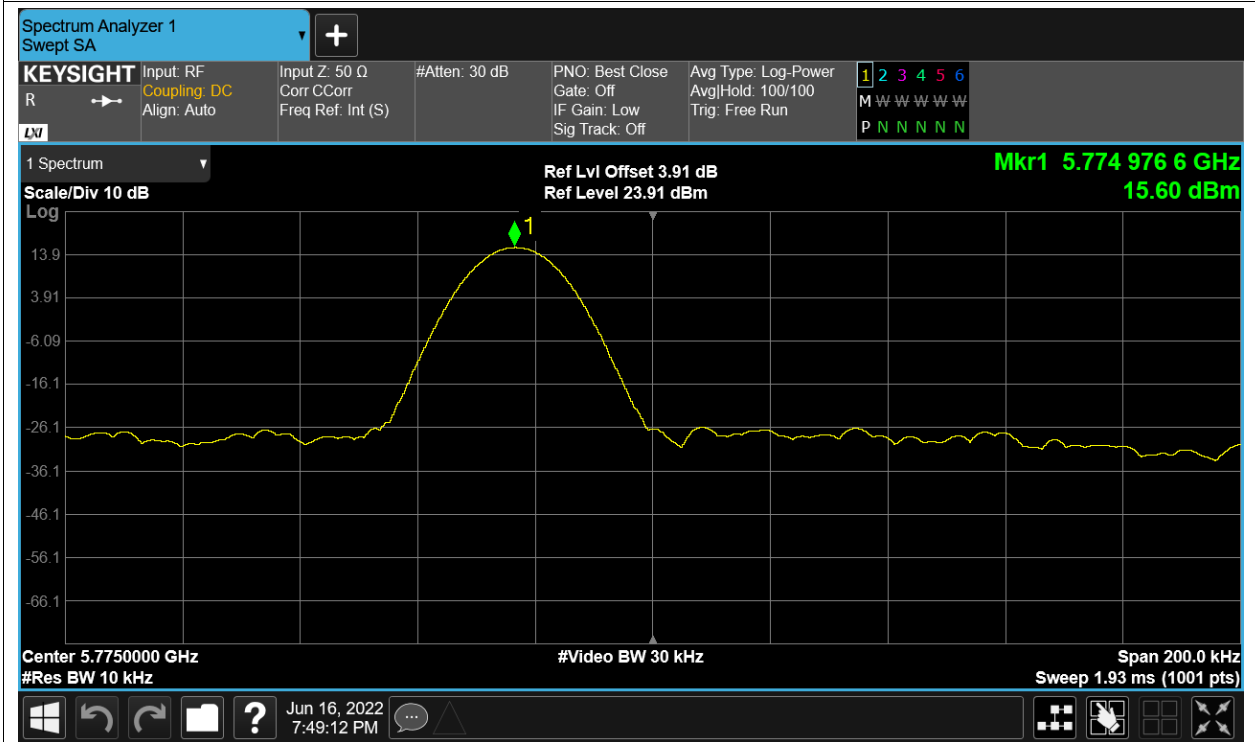 Spectrum Analyzer 1
Swept SA
KEYSIGHT
R
LXI
Input: RF
Coupling: DC
Align: Auto
Input Z: 50 Ω
Corr CCorr
Freq Ref: Int (S)
#Atten: 30 dB
PNO: Best Close
Gate: Off
IF Gain: Low
Sig Track: Off
Avg Type: Log-Power
Avg|Hold: 100/100
Trig: Free Run
1 2 3 4 5 6
M W W W W W
P N N N N N
1 Spectrum
Scale/Div 10 dB
Ref Lvl Offset 3.91 dB
Ref Level 23.91 dBm
Mkr1 5.774 976 6 GHz
15.60 dBm
Log
1
13.9
3.91
-6.09
-16.1
-26.1
-36.1
-46.1
-56.1
-66.1
Center 5.7750000 GHz
#Res BW 10 kHz
#Video BW 30 kHz
Span 200.0 kHz
Sweep 1.93 ms (1001 pts)
?
Jun 16, 2022
7:49:12 PM